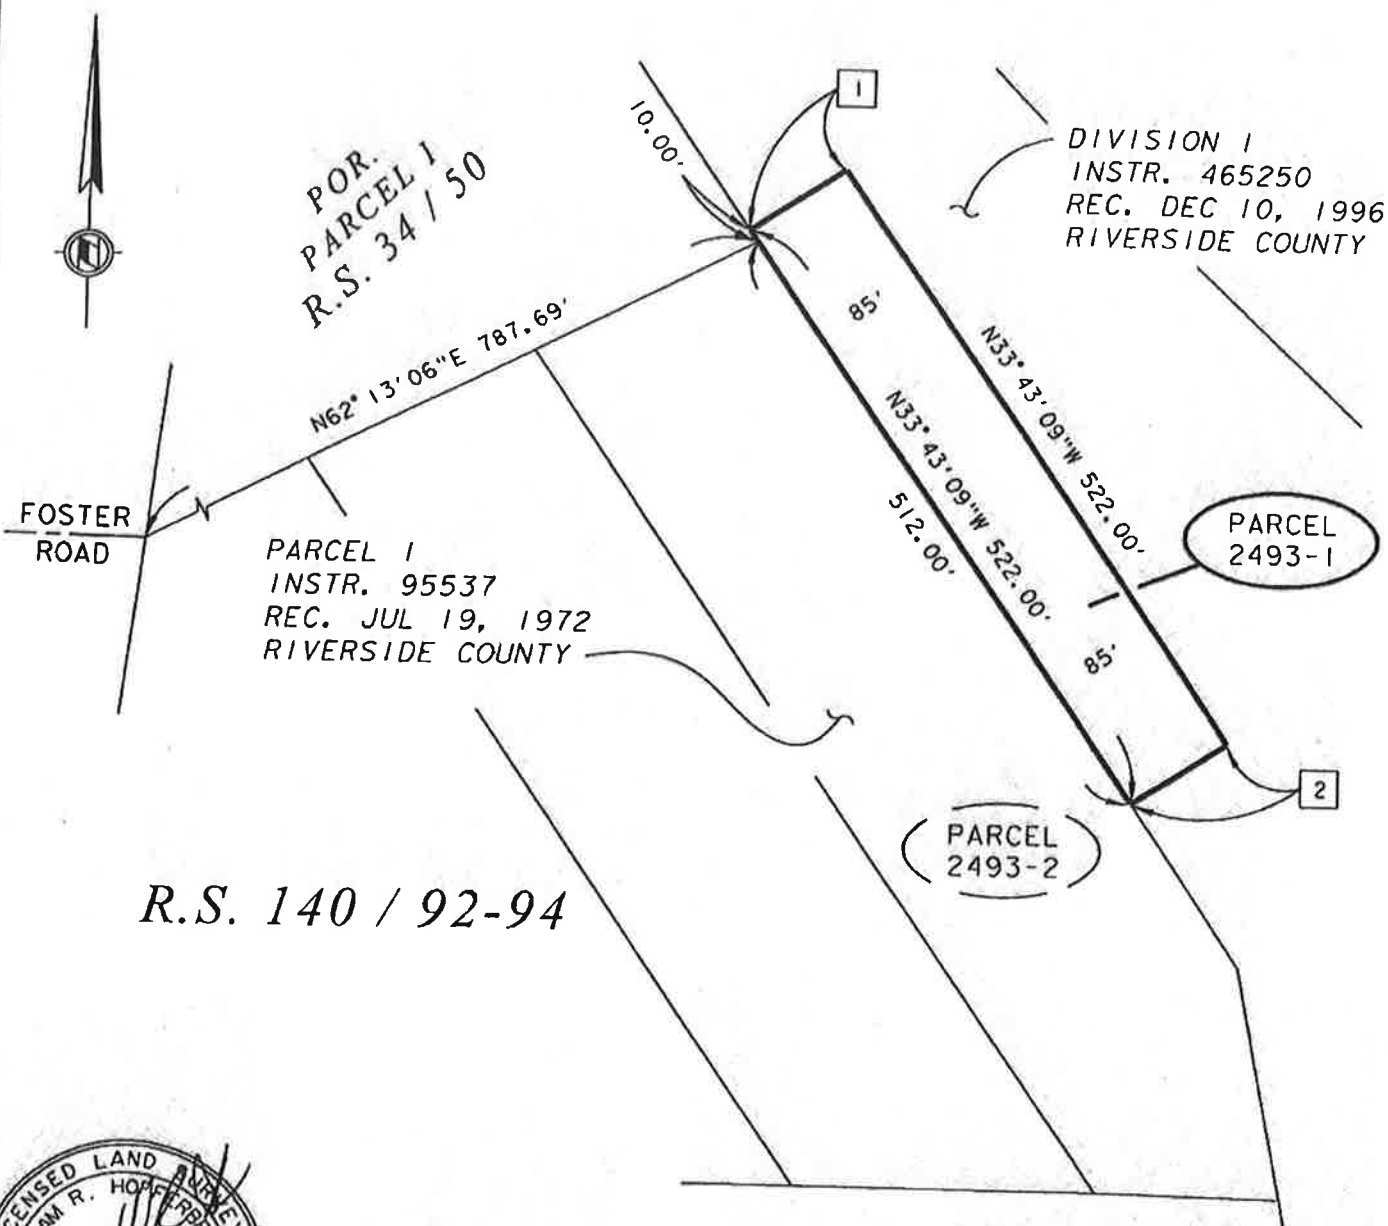 1
10.00'
POR.
PARCEL 1
R.S. 34 / 50
DIVISION 1
INSTR. 465250
REC. DEC 10, 1996
RIVERSIDE COUNTY
85'
N62° 13' 06"E 787.69'
N33° 43' 09"W 522.00'
N33° 43' 09"W 522.00'
512.00'
FOSTER
ROAD
PARCEL
2493-1
PARCEL 1
INSTR. 95537
REC. JUL 19, 1972
RIVERSIDE COUNTY
85'
2
PARCEL
2493-2
R.S. 140 / 92-94
LAND